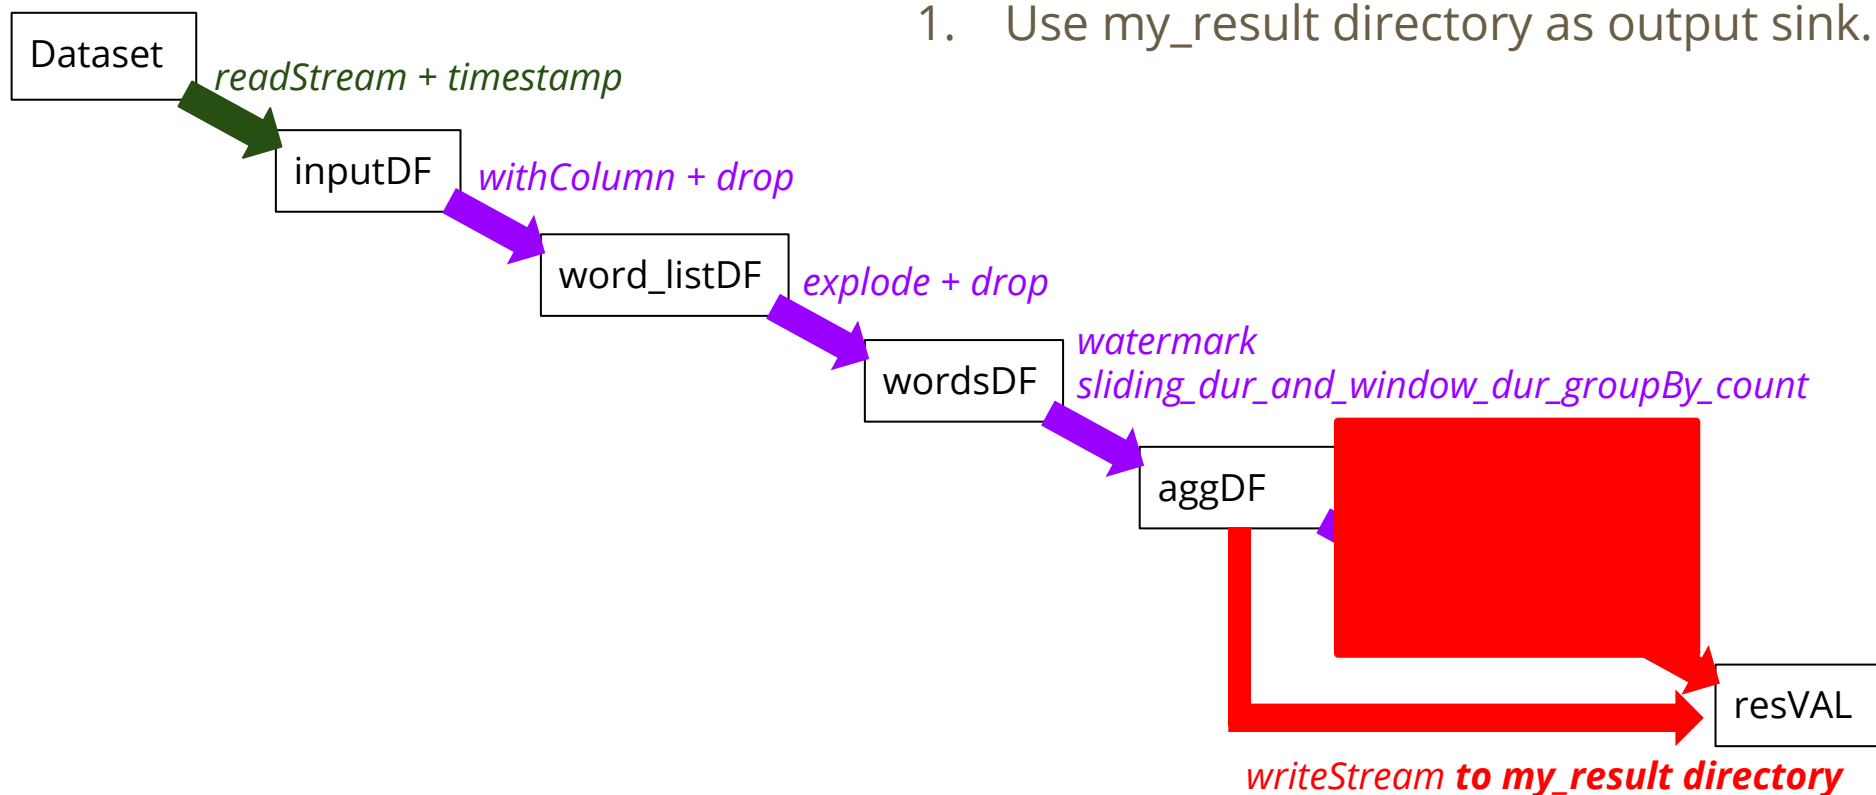 1. Use my_result directory as output sink.
Dataset
readStream + timestamp
inputDF
withColumn + drop
word_listDF
explode + drop
wordsDF
watermark
sliding_dur_and_window_dur_groupBy_count
aggDF
resVAL
writeStream to my_result directory